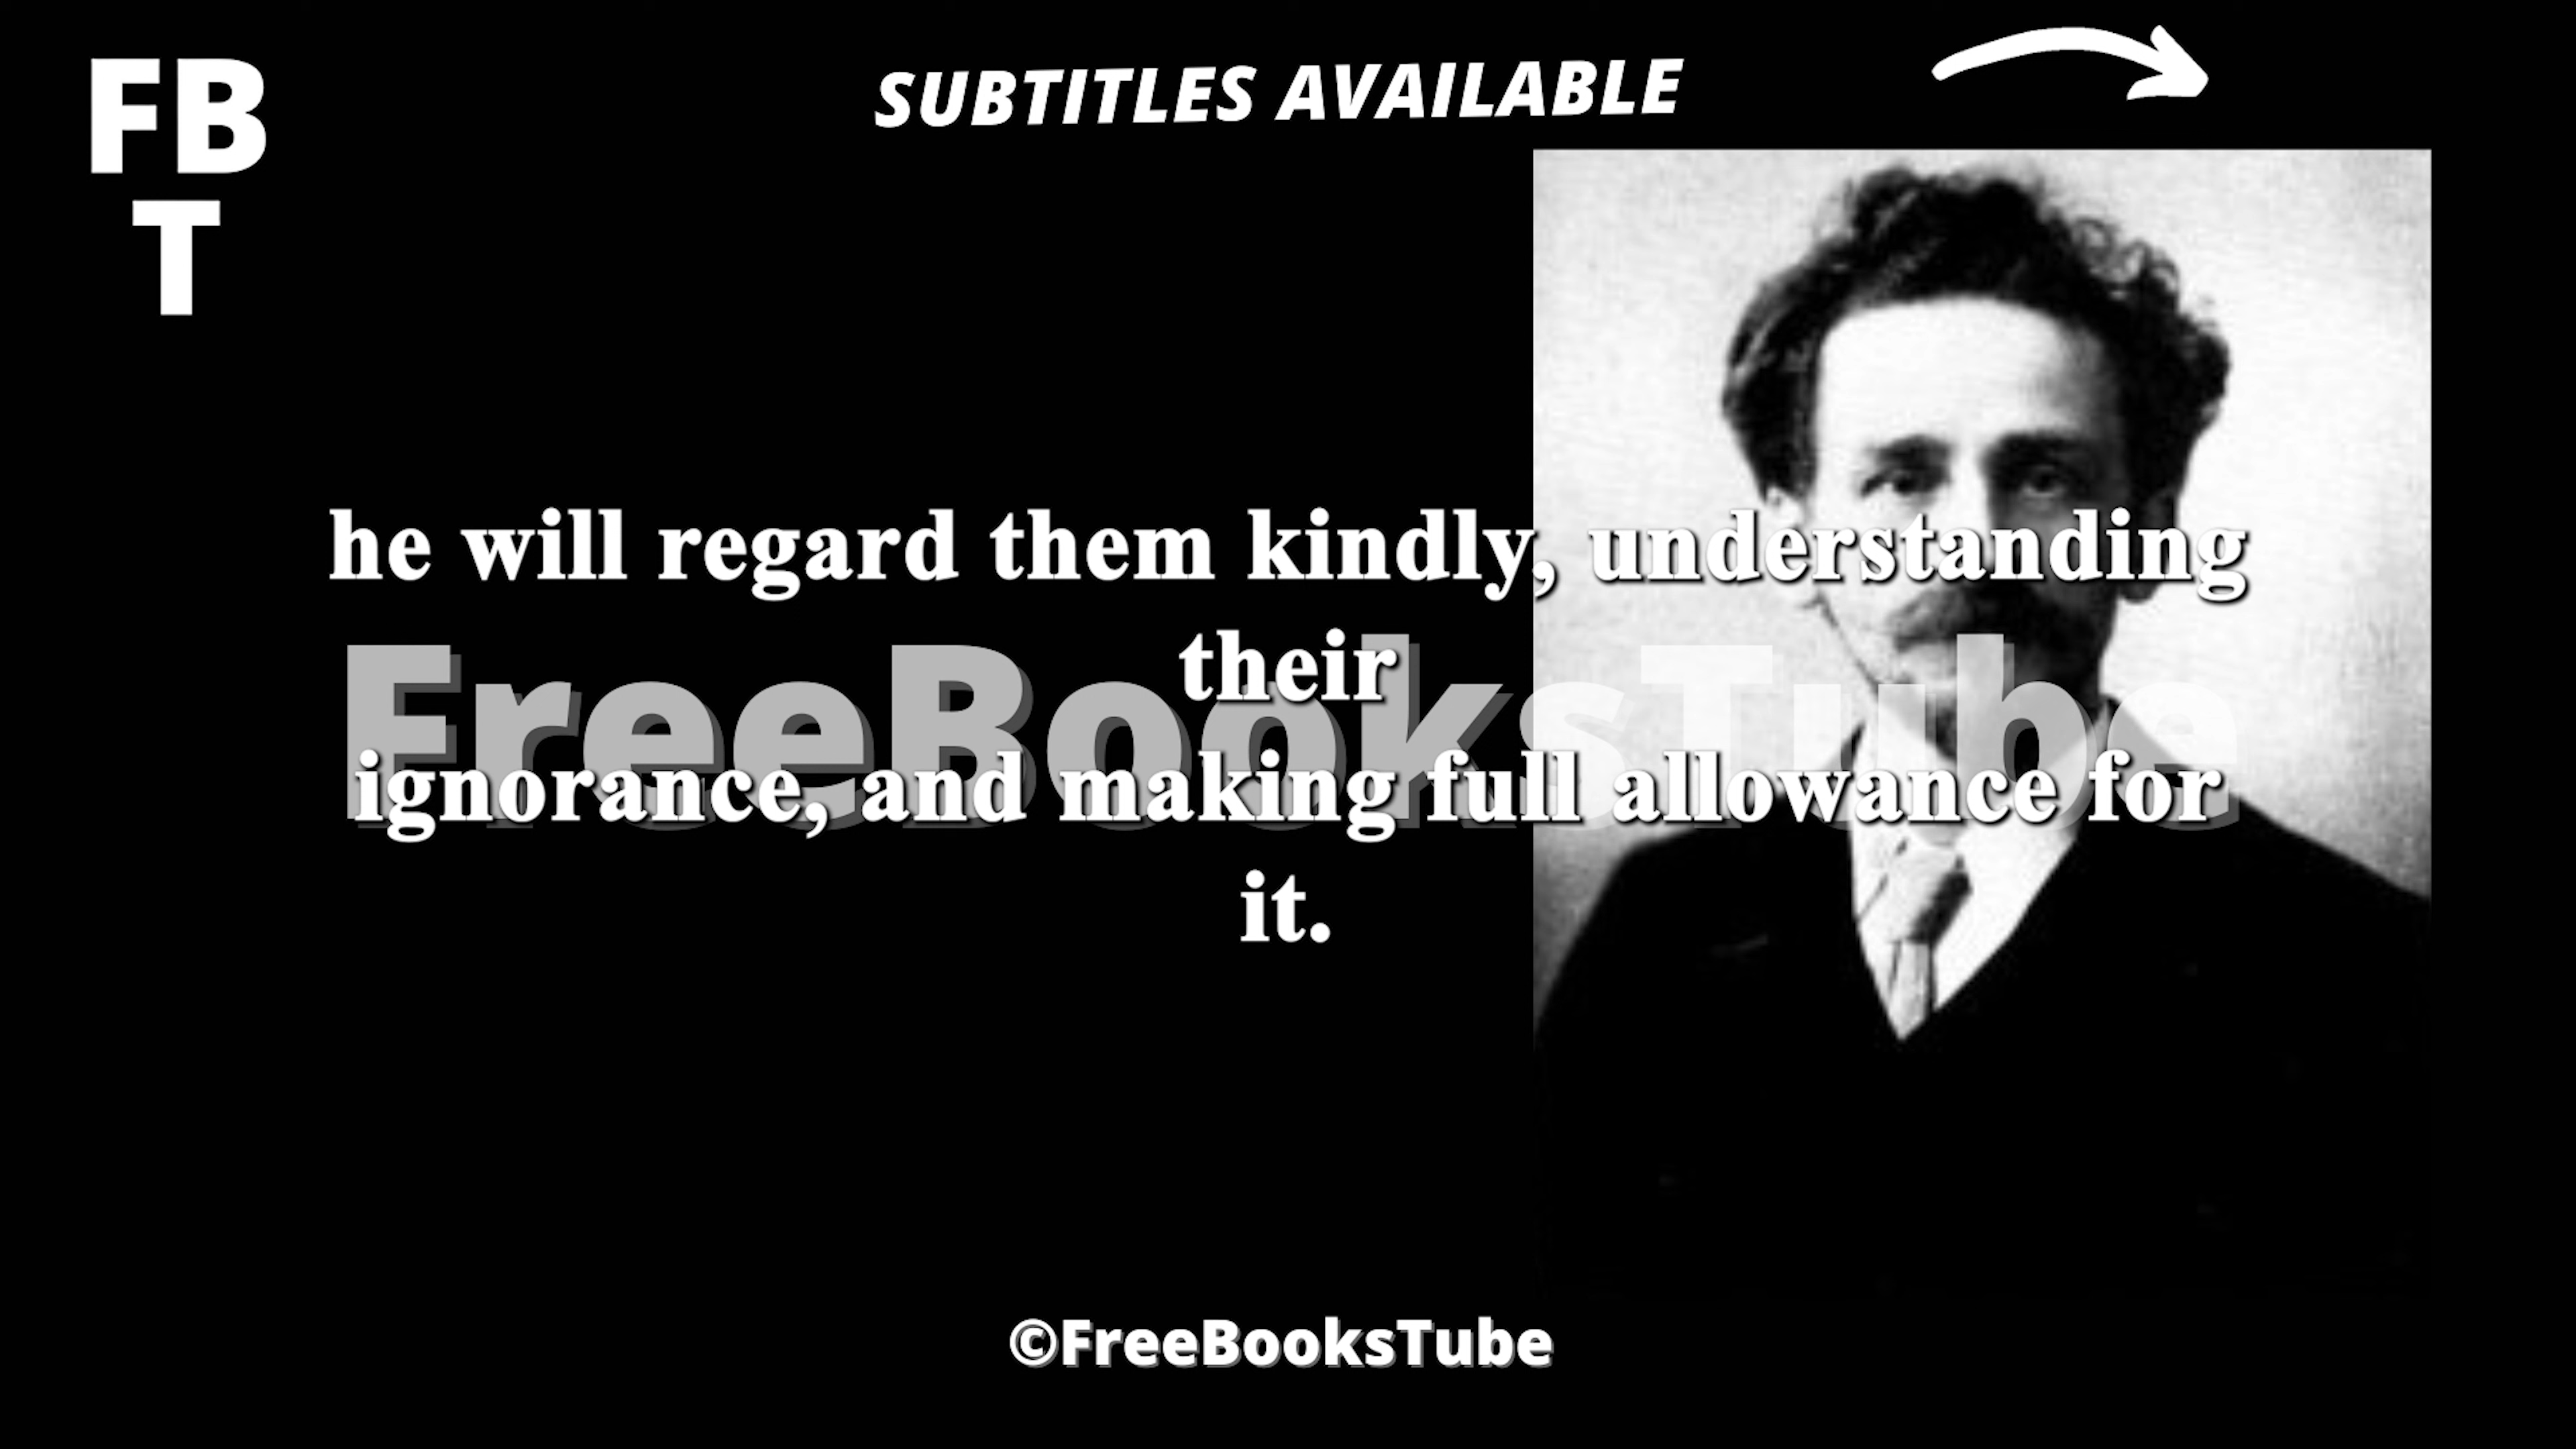 FB
T
SUBTITLES AVAILABLE
he will regard them kindly, understanding
their
FreeBooksTube
ignorance, and making full allowance for
it.
©FreeBooksTube